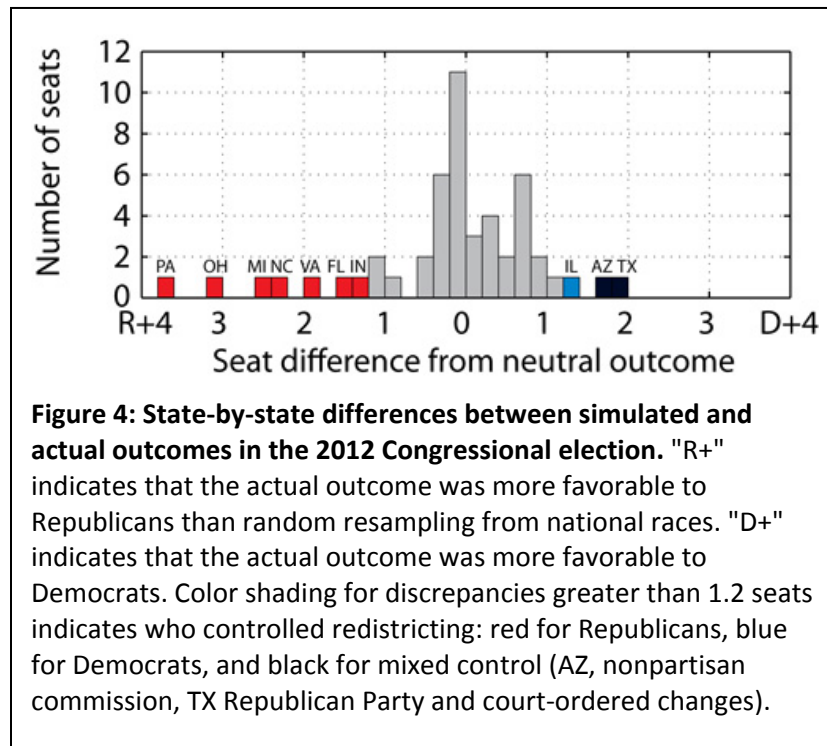 12
10
8
6
4
2
0
Number of seats
PA OH MI NC VA FL IN IL AZ TX
R+4 3 2 1 0 1 2 3 D+4
Seat difference from neutral outcome
Figure 4: State-by-state differences between simulated and
actual outcomes in the 2012 Congressional election. "R+"
indicates that the actual outcome was more favorable to
Republicans than random resampling from national races. "D+"
indicates that the actual outcome was more favorable to
Democrats. Color shading for discrepancies greater than 1.2 seats
indicates who controlled redistricting: red for Republicans, blue
for Democrats, and black for mixed control (AZ, nonpartisan
commission, TX Republican Party and court-ordered changes).